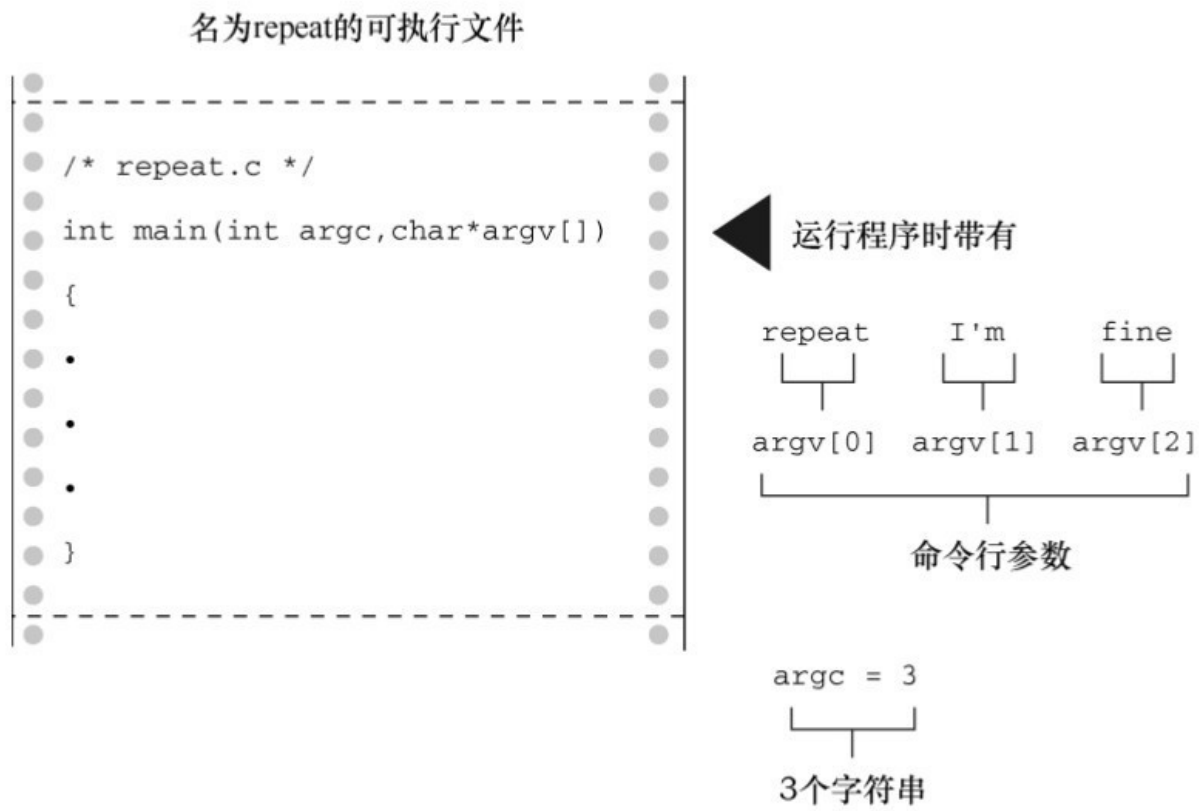 名为repeat的可执行文件
/* repeat.c */
int main(int argc,char*argv[])
{
•
•
•
}
运行程序时带有
repeat I'm fine
argv[0] argv[1] argv[2]
命令行参数
argc = 3
3个字符串